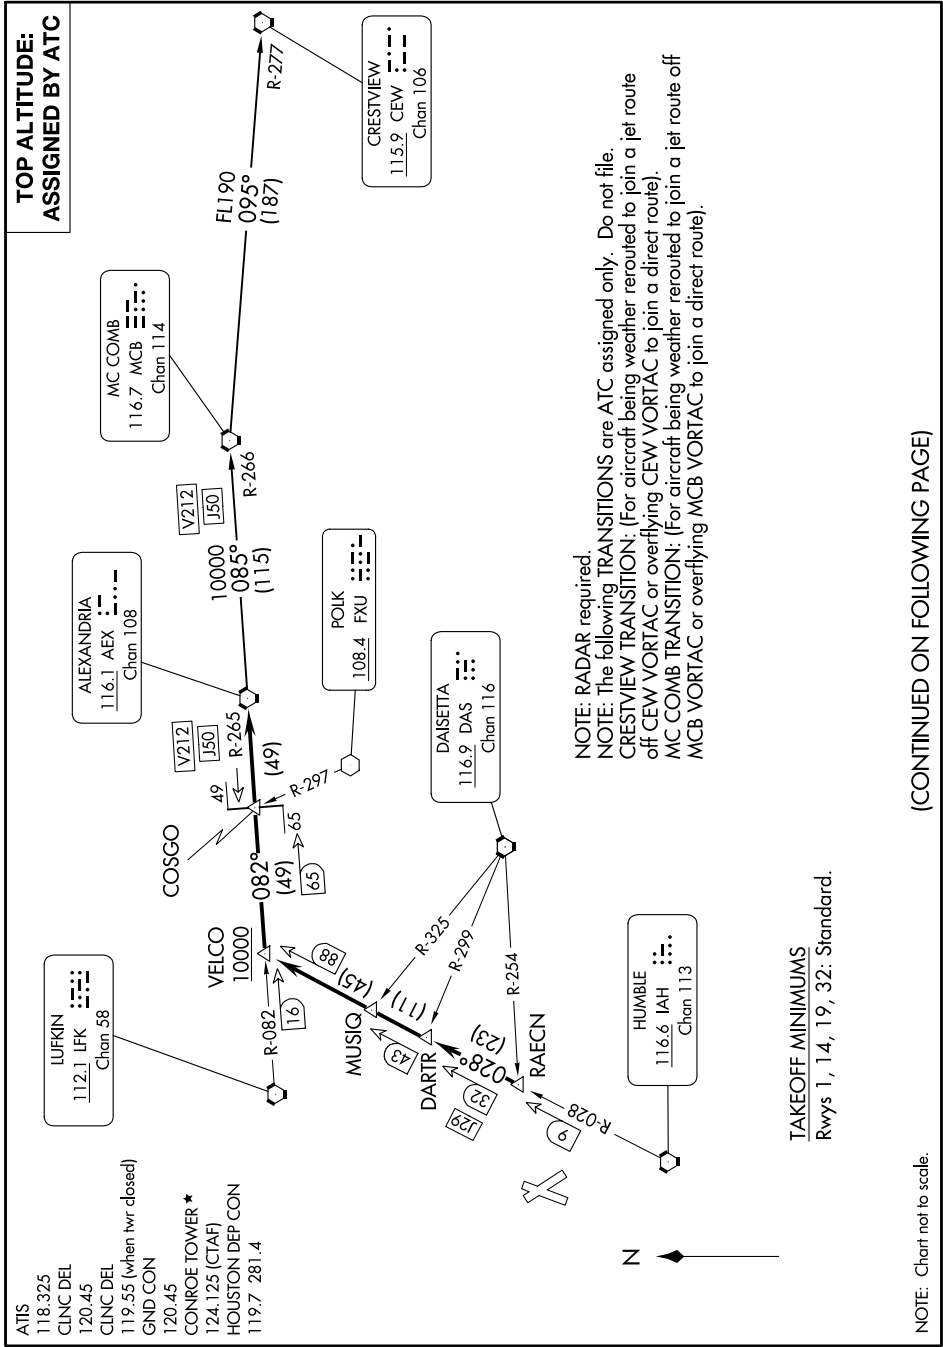 TOP ALTITUDE:
ASSIGNED BY ATC
ATIS
118.325
CLNC DEL
120.45
CLNC DEL
119.55 (when twr closed)
GND CON
120.45
CONROE TOWER ★
124.125 (CTAF)
HOUSTON DEP CON
119.7 281.4
LUFKIN
112.1 LFK
Chan 58
ALEXANDRIA
116.1 AEX
Chan 108
MC COMB
116.7 MCB
Chan 114
CRESTVIEW
115.9 CEW
Chan 106
POLK
108.4 FXU
DAISETTA
116.9 DAS
Chan 116
HUMBLE
116.6 IAH
Chan 113
R-028
9
RAECN
028°
(23)
32
J29
DARTR
(11)
43
MUSIQ
(45)
88
R-254
R-299
R-325
VELCO
10000
R-082
16
082°
(49)
65
65
COSGO
49
R-297
R-265
(49)
V212
J50
10000
085°
(115)
V212
J50
R-266
FL190
095°
(187)
R-277
N
NOTE: RADAR required.
NOTE: The following TRANSITIONS are ATC assigned only. Do not file.
CRESTVIEW TRANSITION: (For aircraft being weather rerouted to join a jet route
off CEW VORTAC or overflying CEW VORTAC to join a direct route).
MC COMB TRANSITION: (For aircraft being weather rerouted to join a jet route off
MCB VORTAC or overflying MCB VORTAC to join a direct route).
TAKEOFF MINIMUMS
Rwys 1, 14, 19, 32: Standard.
NOTE: Chart not to scale.
(CONTINUED ON FOLLOWING PAGE)